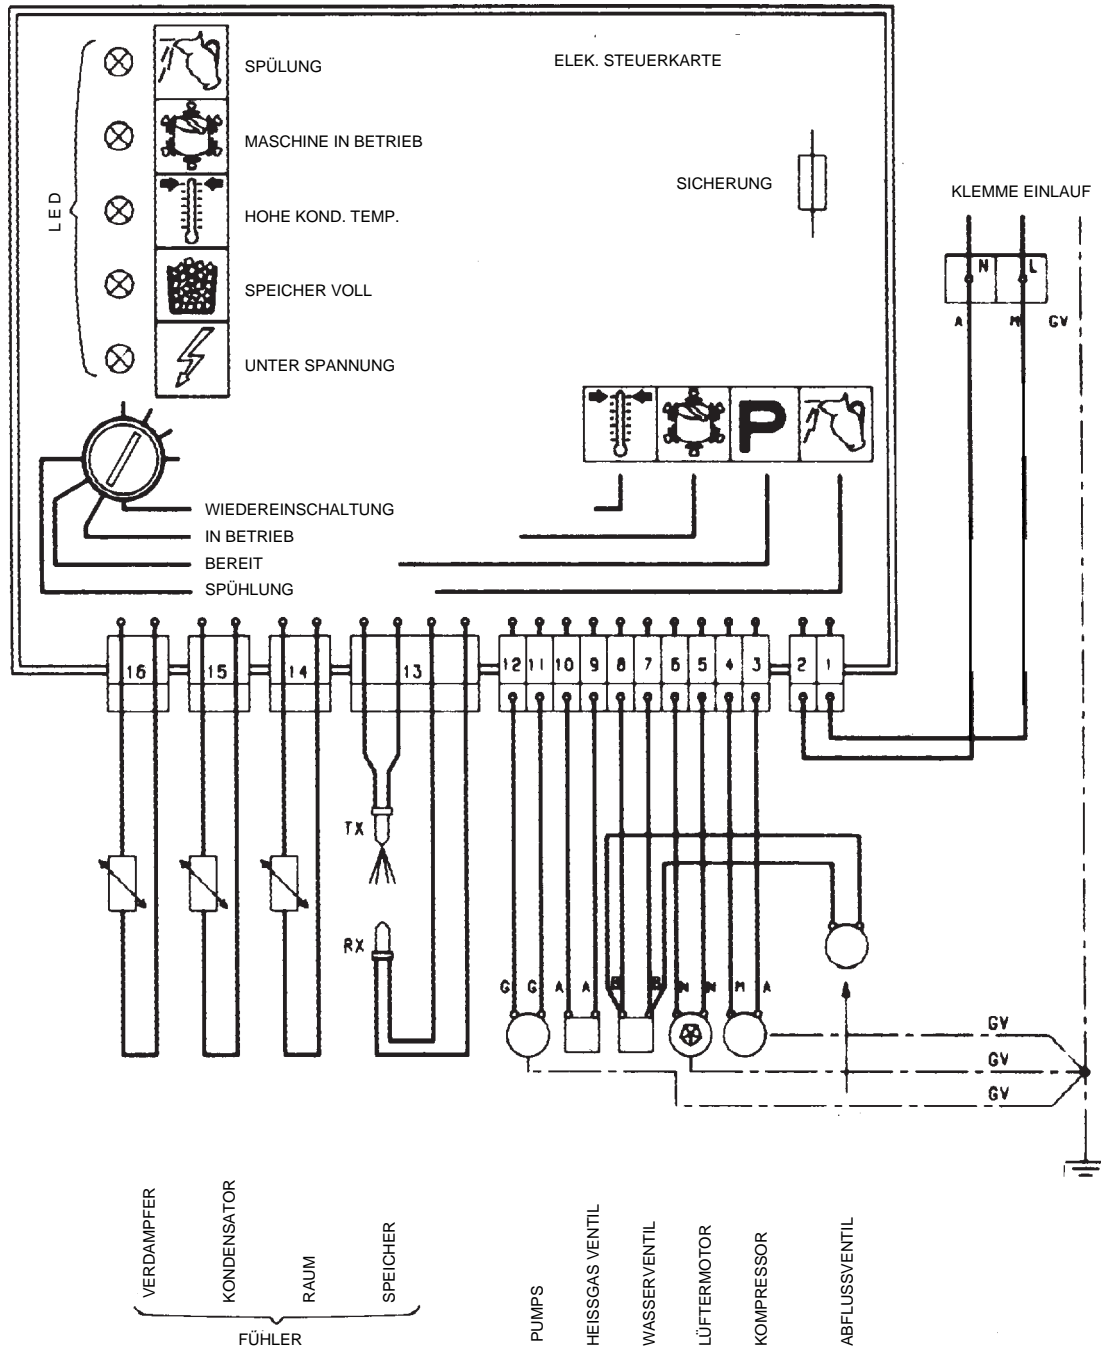 SPÜLUNG
ELEK. STEUERKARTE
MASCHINE IN BETRIEB
SICHERUNG
KLEMME EINLAUF
LED
HOHE KOND. TEMP.
N L
SPEICHER VOLL
A M GV
UNTER SPANNUNG
P
WIEDEREINSCHALTUNG
IN BETRIEB
BEREIT
SPÜHLUNG
16 15 14 13 12 11 10 9 8 7 6 5 4 3 2 1
TX
RX
G G A A B B N N M A
GV
GV
GV
VERDAMPFER
KONDENSATOR
RAUM
SPEICHER
FÜHLER
PUMPS
HEISSGAS VENTIL
WASSERVENTIL
LÜFTERMOTOR
KOMPRESSOR
ABFLUSSVENTIL